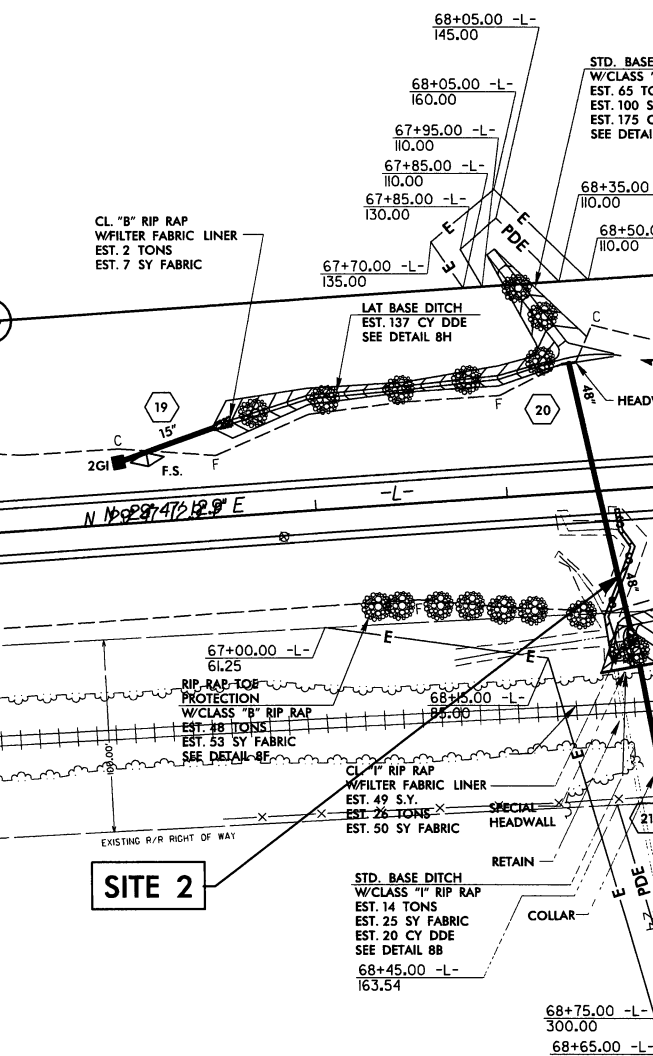 68+05.00 -L-
145.00
STD. BASE
W/CLASS "
EST. 65 TO
EST. 100 S
EST. 175 C
SEE DETAI
68+05.00 -L-
160.00
67+95.00 -L-
110.00
67+85.00 -L-
110.00
67+85.00 -L-
130.00
68+35.00
110.00
68+50.0
110.00
67+70.00 -L-
135.00
E
E
E
PDE
CL. "B" RIP RAP
W/FILTER FABRIC LINER
EST. 2 TONS
EST. 7 SY FABRIC
LAT BASE DITCH
EST. 137 CY DDE
SEE DETAIL 8H
C
19
15"
C
2GI
F.S.
F
F
20
48"
HEADW
-L-
E
48"
F
67+00.00 -L-
61.25
E
E
RIP RAP TOE
PROTECTION
W/CLASS "B" RIP RAP
EST. 48 TONS
EST. 53 SY FABRIC
SEE DETAIL 8F
68+15.00 -L-
85.00
100.00'
CL. "I" RIP RAP
W/FILTER FABRIC LINER
EST. 49 S.Y.
EST. 26 TONS
EST. 50 SY FABRIC
E
SPECIAL
HEADWALL
21
EXISTING R/R RIGHT OF WAY
RETAIN
SITE 2
STD. BASE DITCH
W/CLASS "I" RIP RAP
EST. 14 TONS
EST. 25 SY FABRIC
EST. 20 CY DDE
SEE DETAIL 8B
E
PDE
COLLAR
68+45.00 -L-
163.54
68+75.00 -L-
300.00
68+65.00 -L-